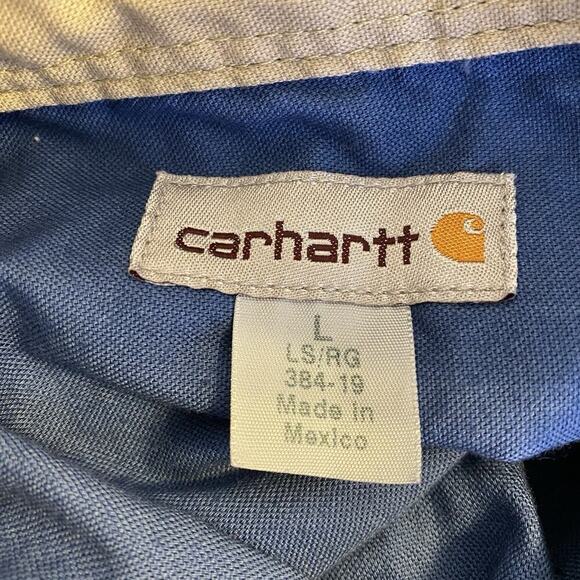 carhartt
L
LS/RG
384-19
Made in
Mexico